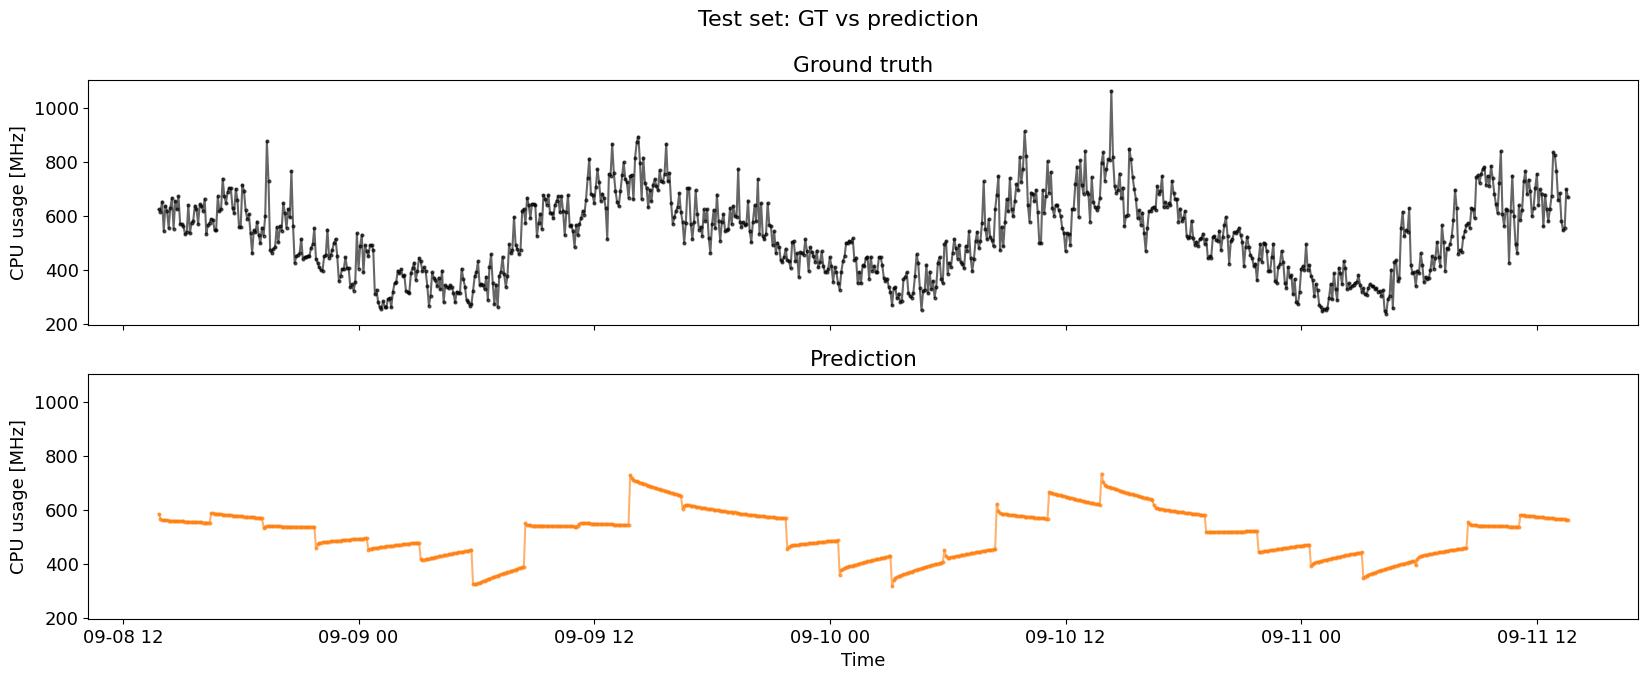 Test set: GT vs prediction
Ground truth
CPU usage [MHz]
1000
800
600
400
200
Prediction
CPU usage [MHz]
1000
800
600
400
200
09-08 12 09-09 00 09-09 12 09-10 00 09-10 12 09-11 00 09-11 12
Time